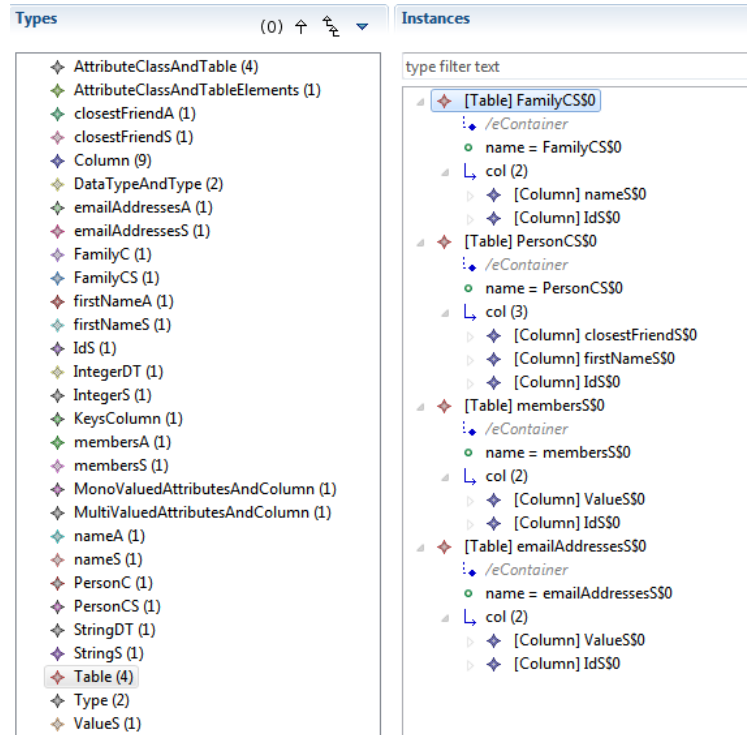 Types
(0)
AttributeClassAndTable (4)
AttributeClassAndTableElements (1)
closestFriendA (1)
closestFriendS (1)
Column (9)
DataTypeAndType (2)
emailAddressesA (1)
emailAddressesS (1)
FamilyC (1)
FamilyCS (1)
firstNameA (1)
firstNameS (1)
IdS (1)
IntegerDT (1)
IntegerS (1)
KeysColumn (1)
membersA (1)
membersS (1)
MonoValuedAttributesAndColumn (1)
MultiValuedAttributesAndColumn (1)
nameA (1)
nameS (1)
PersonC (1)
PersonCS (1)
StringDT (1)
StringS (1)
Table (4)
Type (2)
ValueS (1)
Instances
type filter text
[Table] FamilyCS$0
/eContainer
name = FamilyCS$0
col (2)
[Column] nameS$0
[Column] IdS$0
[Table] PersonCS$0
/eContainer
name = PersonCS$0
col (3)
[Column] closestFriendS$0
[Column] firstNameS$0
[Column] IdS$0
[Table] membersS$0
/eContainer
name = membersS$0
col (2)
[Column] ValueS$0
[Column] IdS$0
[Table] emailAddressesS$0
/eContainer
name = emailAddressesS$0
col (2)
[Column] ValueS$0
[Column] IdS$0